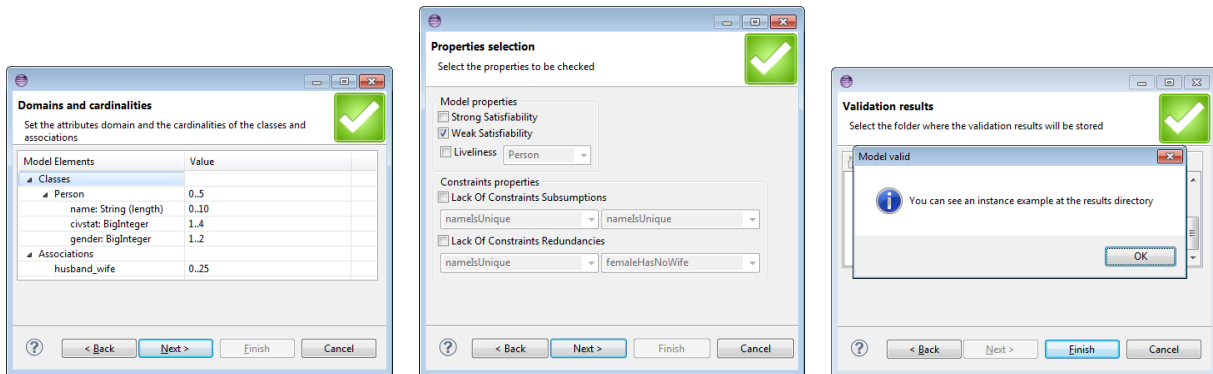 Domains and cardinalities
Set the attributes domain and the cardinalities of the classes and
associations
Model Elements Value
Classes
Person 0..5
name: String (length) 0..10
civstat: BigInteger 1..4
gender: BigInteger 1..2
Associations
husband_wife 0..25
< Back Next > Finish Cancel
Properties selection
Select the properties to be checked
Model properties
Strong Satisfiability
Weak Satisfiability
Liveliness Person
Constraints properties
Lack Of Constraints Subsumptions
nameIsUnique nameIsUnique
Lack Of Constraints Redundancies
nameIsUnique femaleHasNoWife
< Back Next > Finish Cancel
Validation results
Select the folder where the validation results will be stored
Model valid
You can see an instance example at the results directory
OK
< Back Next > Finish Cancel